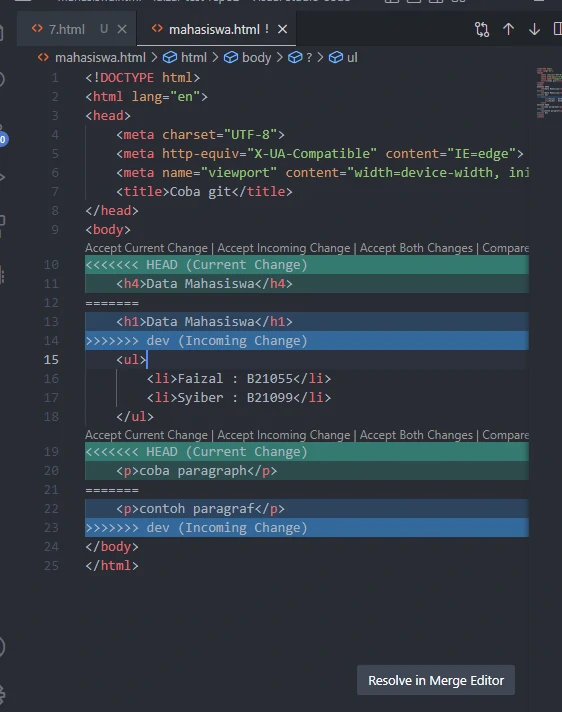 7.html U
mahasiswa.html !
mahasiswa.html > html > body > ? > ul
1 <!DOCTYPE html>
2 <html lang="en">
3 <head>
4 <meta charset="UTF-8">
5 <meta http-equiv="X-UA-Compatible" content="IE=edge">
6 <meta name="viewport" content="width=device-width, ini
7 <title>Coba git</title>
8 </head>
9 <body>
Accept Current Change | Accept Incoming Change | Accept Both Changes | Compare
10 <<<<<<< HEAD (Current Change)
11 <h4>Data Mahasiswa</h4>
12 =======
13 <h1>Data Mahasiswa</h1>
14 >>>>>>> dev (Incoming Change)
15 <ul>
16 <li>Faizal : B21055</li>
17 <li>Syiber : B21099</li>
18 </ul>
Accept Current Change | Accept Incoming Change | Accept Both Changes | Compare
19 <<<<<<< HEAD (Current Change)
20 <p>coba paragraph</p>
21 =======
22 <p>contoh paragraf</p>
23 >>>>>>> dev (Incoming Change)
24 </body>
25 </html>
Resolve in Merge Editor